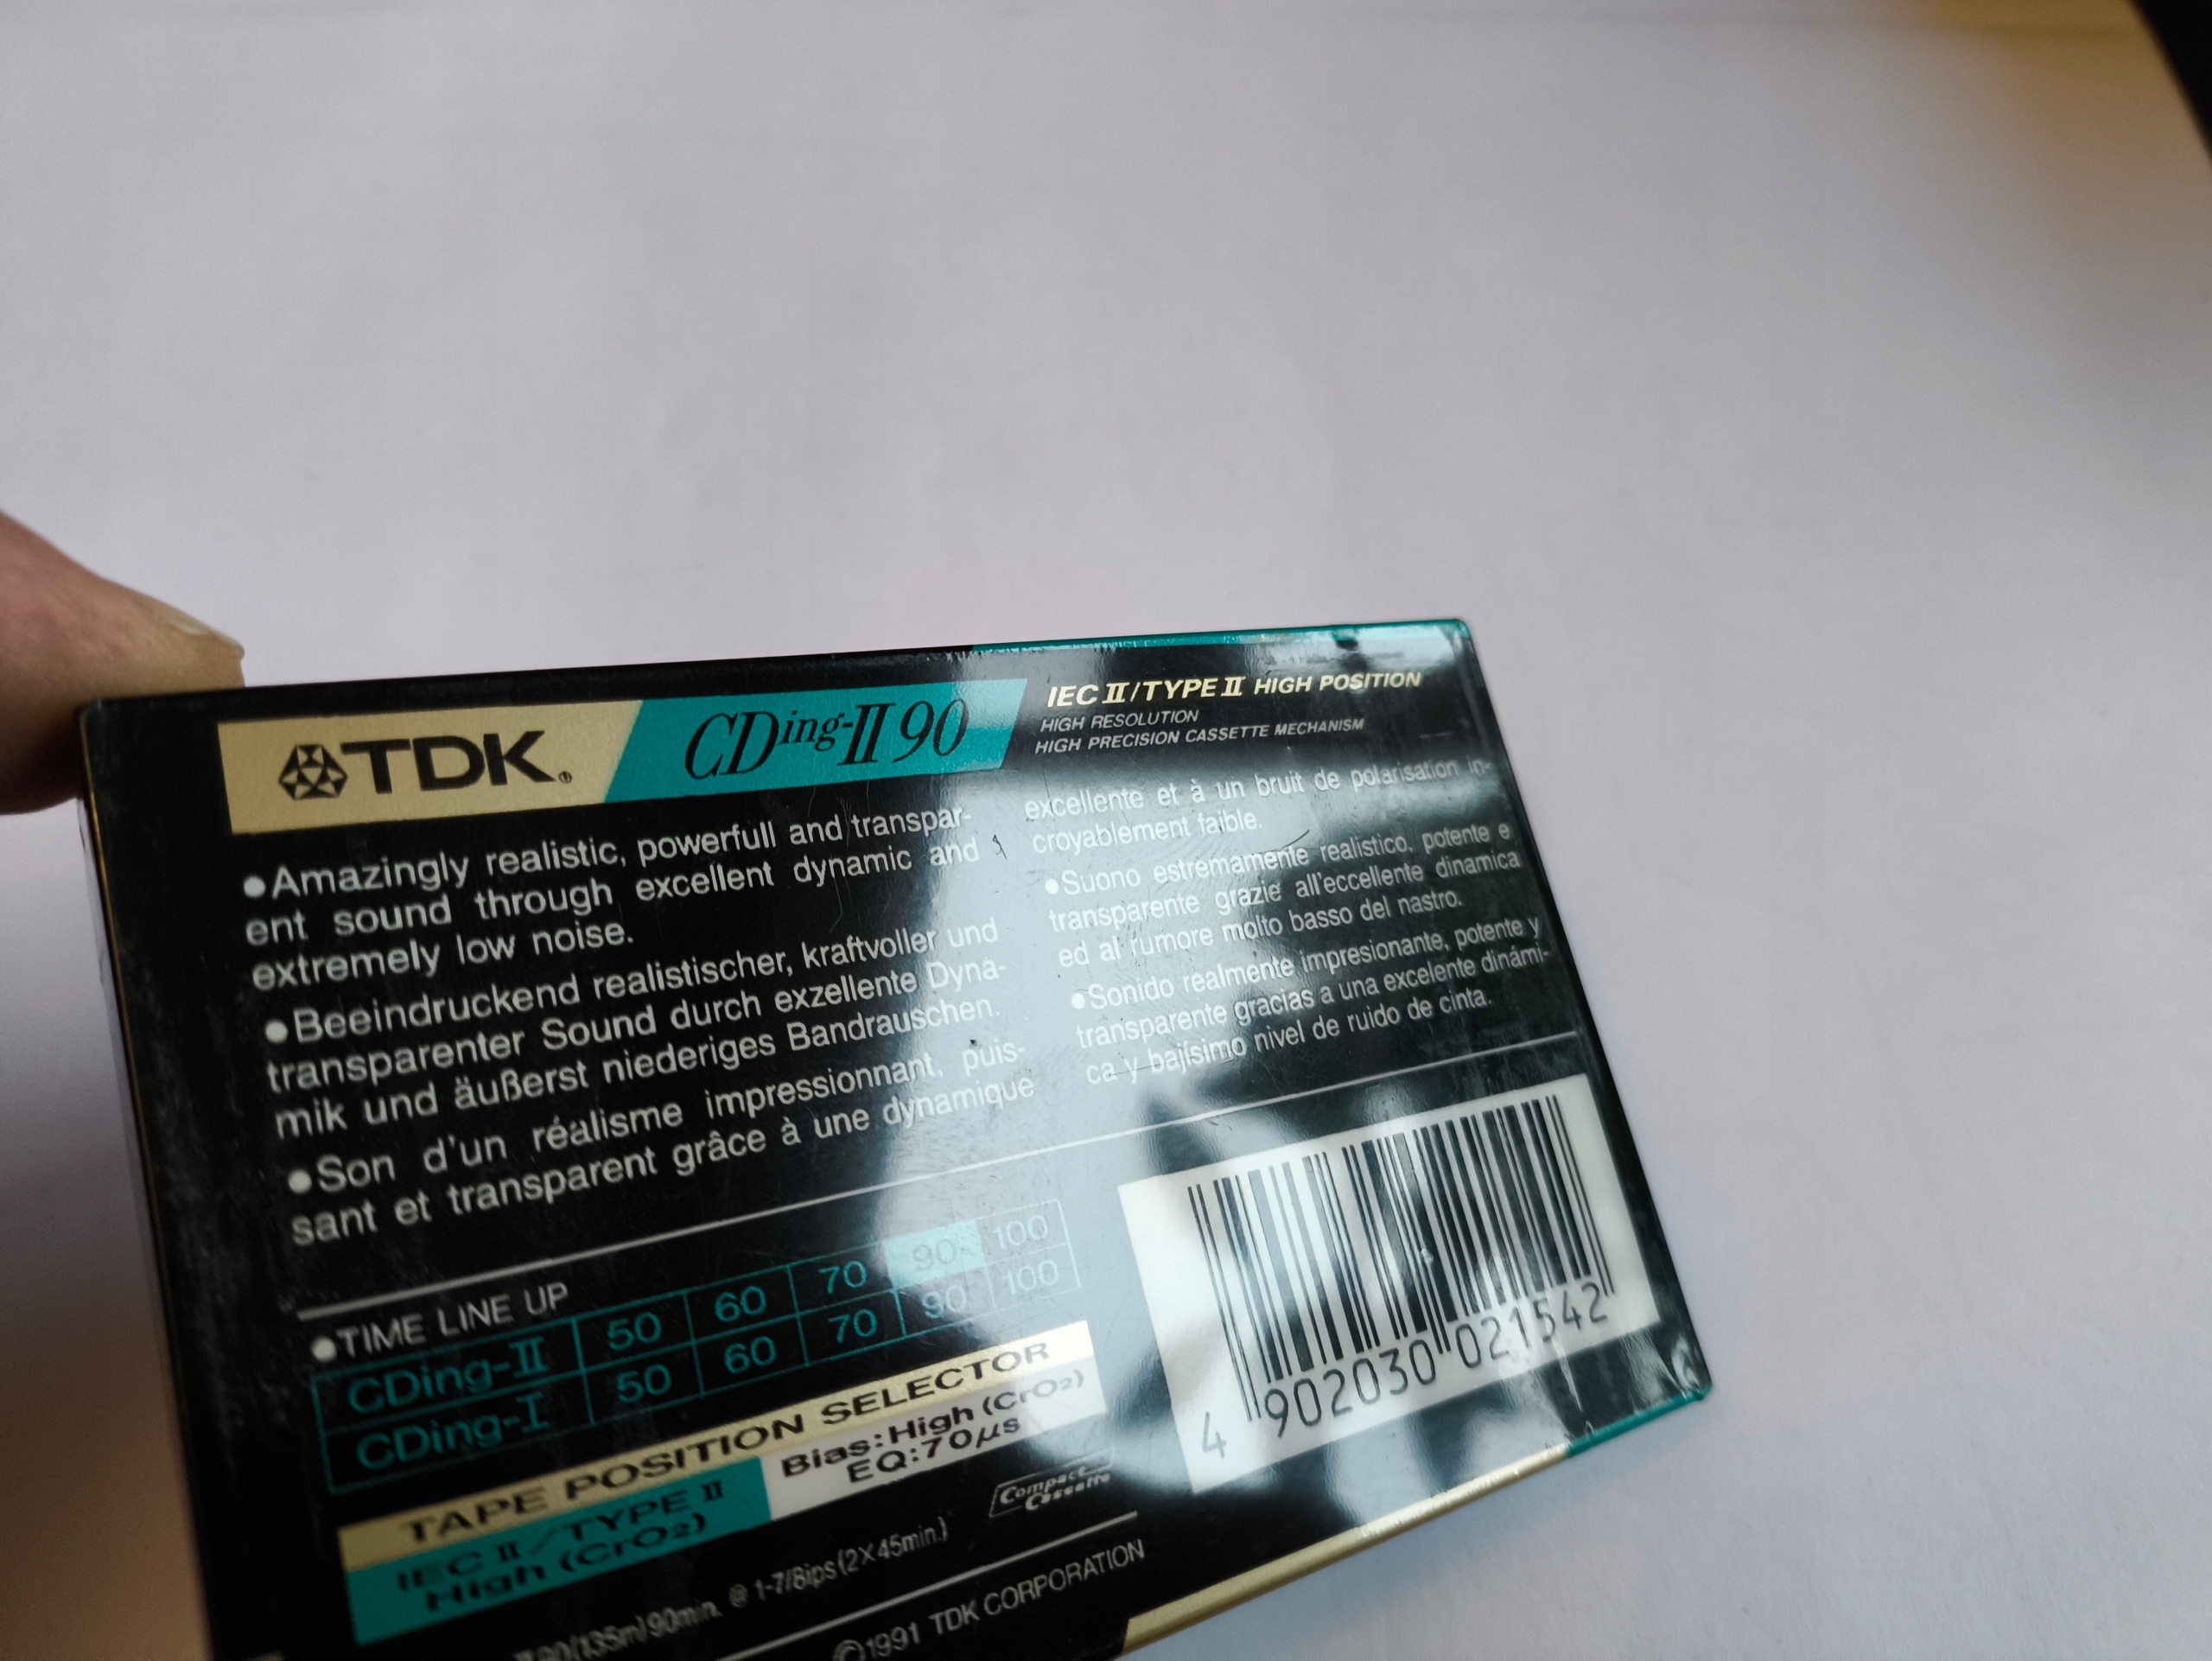 TDK®
CDing-II 90
IEC II/TYPE II HIGH POSITION
HIGH RESOLUTION
HIGH PRECISION CASSETTE MECHANISM
●Amazingly realistic, powerfull and transpar-
ent sound through excellent dynamic and
extremely low noise.
●Beeindruckend realistischer, kraftvoller und
transparenter Sound durch exzellente Dyna-
mik und äußerst niederiges Bandrauschen.
●Son d'un réalisme impressionnant, puis-
sant et transparent grâce à une dynamique
excellente et à un bruit de polarisation in-
croyablement faible.
●Suono estremamente realistico, potente e
transparente grazie all'eccellente dinamica
ed al rumore molto basso del nastro.
●Sonido realmente impresionante, potente y
transparente gracias a una excelente dinámi-
ca y bajísimo nivel de ruido de cinta.
●TIME LINE UP
CDing-II 50 60 70 90 100
CDing-I 50 60 70 90 100
TAPE POSITION SELECTOR
IEC II/TYPE II
High (CrO2)
Bias:High (CrO2)
EQ:70μs
Compact
Cassette
90/135m/90min. @ 1-7/8ips(2X45min.)
©1991 TDK CORPORATION
4 902030 021542